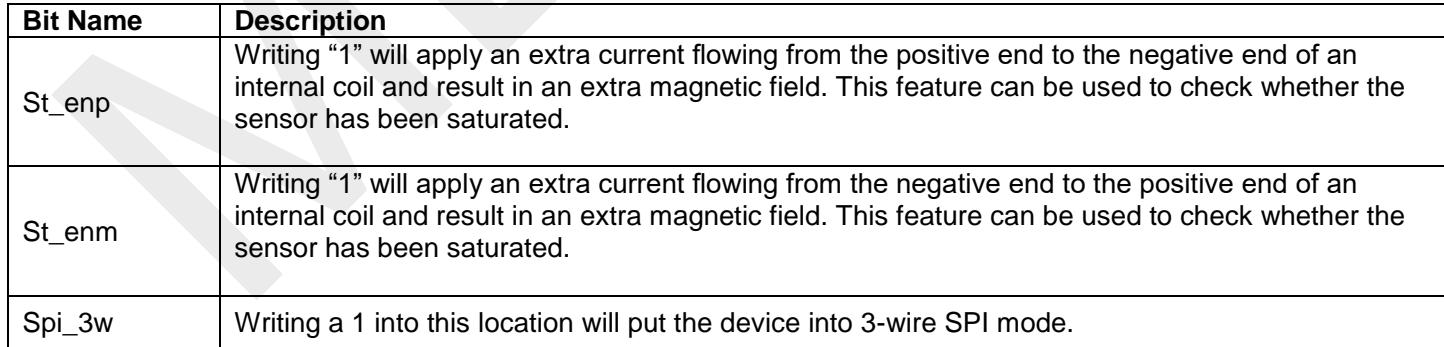 Bit Name Description
St_enp
Writing “1” will apply an extra current flowing from the positive end to the negative end of an
internal coil and result in an extra magnetic field. This feature can be used to check whether the
sensor has been saturated.
St_enm
Writing “1” will apply an extra current flowing from the negative end to the positive end of an
internal coil and result in an extra magnetic field. This feature can be used to check whether the
sensor has been saturated.
Spi_3w Writing a 1 into this location will put the device into 3-wire SPI mode.